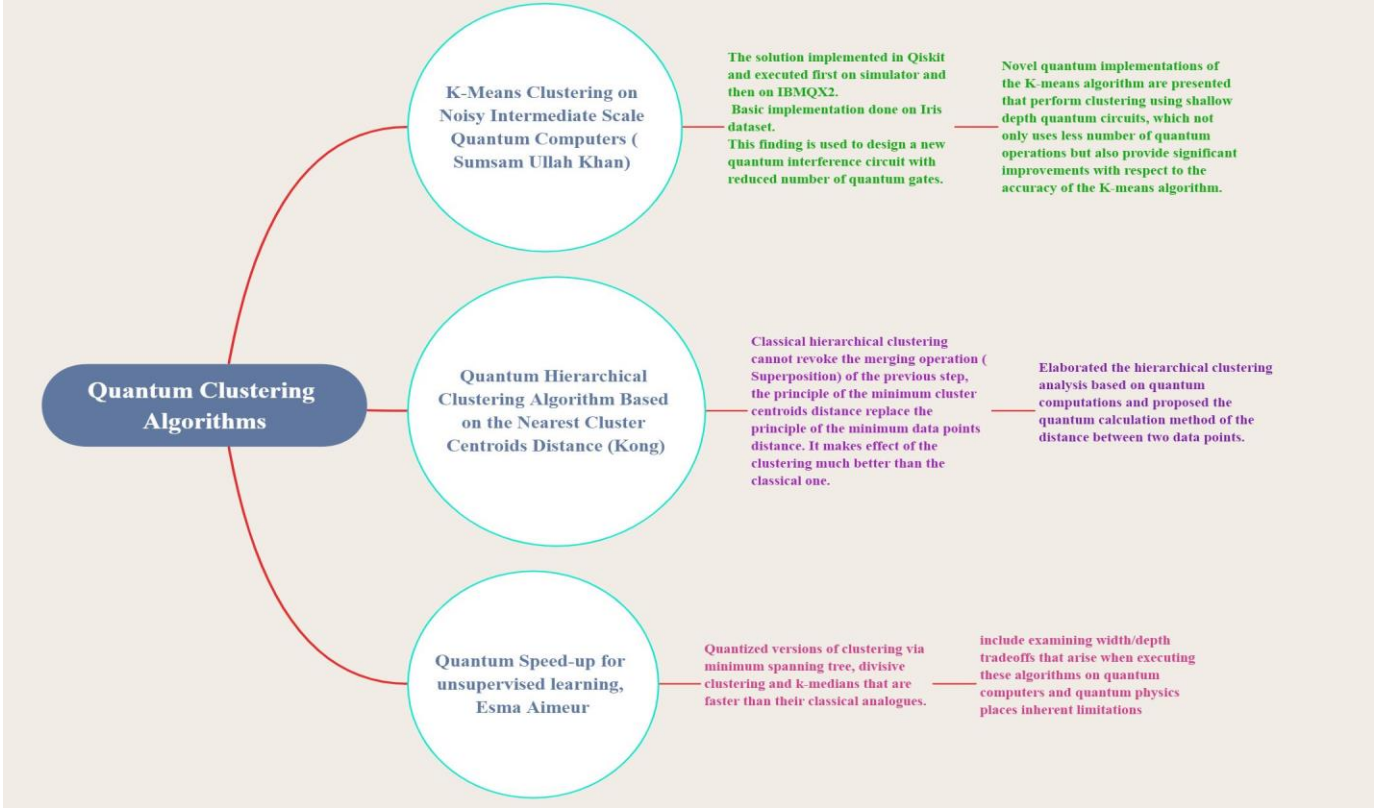 Quantum Clustering
Algorithms
K-Means Clustering on
Noisy Intermediate Scale
Quantum Computers (
Sumsam Ullah Khan)
The solution implemented in Qiskit
and executed first on simulator and
then on IBMQX2.
Basic implementation done on Iris
dataset.
This finding is used to design a new
quantum interference circuit with
reduced number of quantum gates.
Novel quantum implementations of
the K-means algorithm are presented
that perform clustering using shallow
depth quantum circuits, which not
only uses less number of quantum
operations but also provide significant
improvements with respect to the
accuracy of the K-means algorithm.
Quantum Hierarchical
Clustering Algorithm Based
on the Nearest Cluster
Centroids Distance (Kong)
Classical hierarchical clustering
cannot revoke the merging operation (
Superposition) of the previous step,
the principle of the minimum cluster
centroids distance replace the
principle of the minimum data points
distance. It makes effect of the
clustering much better than the
classical one.
Elaborated the hierarchical clustering
analysis based on quantum
computations and proposed the
quantum calculation method of the
distance between two data points.
Quantum Speed-up for
unsupervised learning,
Esma Aimeur
Quantized versions of clustering via
minimum spanning tree, divisive
clustering and k-medians that are
faster than their classical analogues.
include examining width/depth
tradeoffs that arise when executing
these algorithms on quantum
computers and quantum physics
places inherent limitations